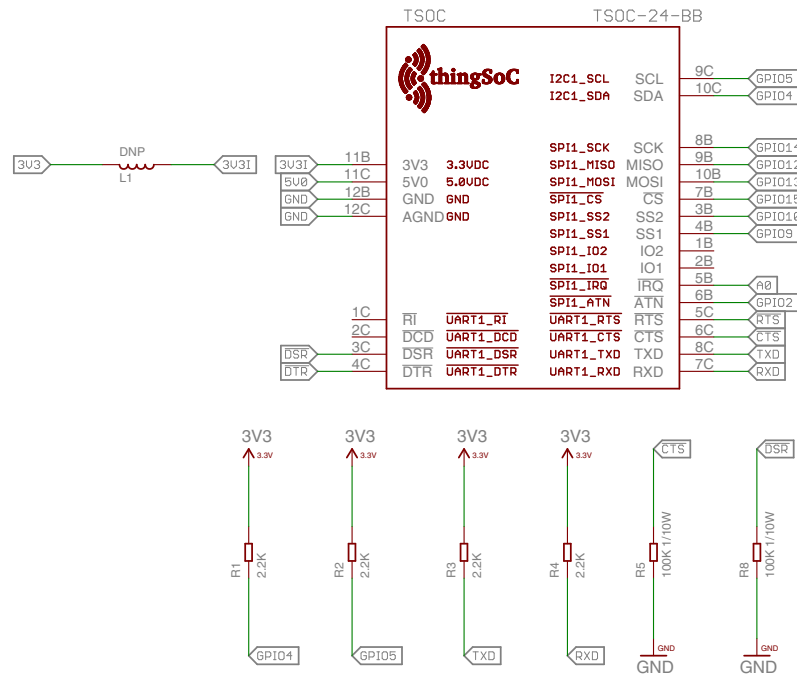 TSOC TSOC-24-BB
thingSoC I2C1_SCL SCL 9C GPIO5
I2C1_SDA SDA 10C GPIO4
DNP SPI1_SCK SCK 8B GPIO14
3V3 3V3I 3V3I 11B 3V3 3.3VDC SPI1_MISO MISO 9B GPIO12
L1 5V0 11C 5V0 5.0VDC SPI1_MOSI MOSI 10B GPIO13
GND 12B GND GND SPI1_CS CS 7B GPIO15
GND 12C AGND GND SPI1_SS2 SS2 3B GPIO10
SPI1_SS1 SS1 4B GPIO9
SPI1_IO2 IO2 1B
SPI1_IO1 IO1 2B
SPI1_IRQ IRQ 5B A0
SPI1_ATN ATN 6B GPIO2
1C RI UART1_RI UART1_RTS RTS 5C RTS
2C DCD UART1_DCD UART1_CTS CTS 6C CTS
DSR 3C DSR UART1_DSR UART1_TXD TXD 8C TXD
DTR 4C DTR UART1_DTR UART1_RXD RXD 7C RXD
3V3 3V3 3V3 3V3 CTS DSR
3.3V 3.3V 3.3V 3.3V
R1 2.2K R2 2.2K R3 2.2K R4 2.2K R5 100K 1/10W R8 100K 1/10W
GPIO4 GPIO5 TXD RXD GND GND
GND GND